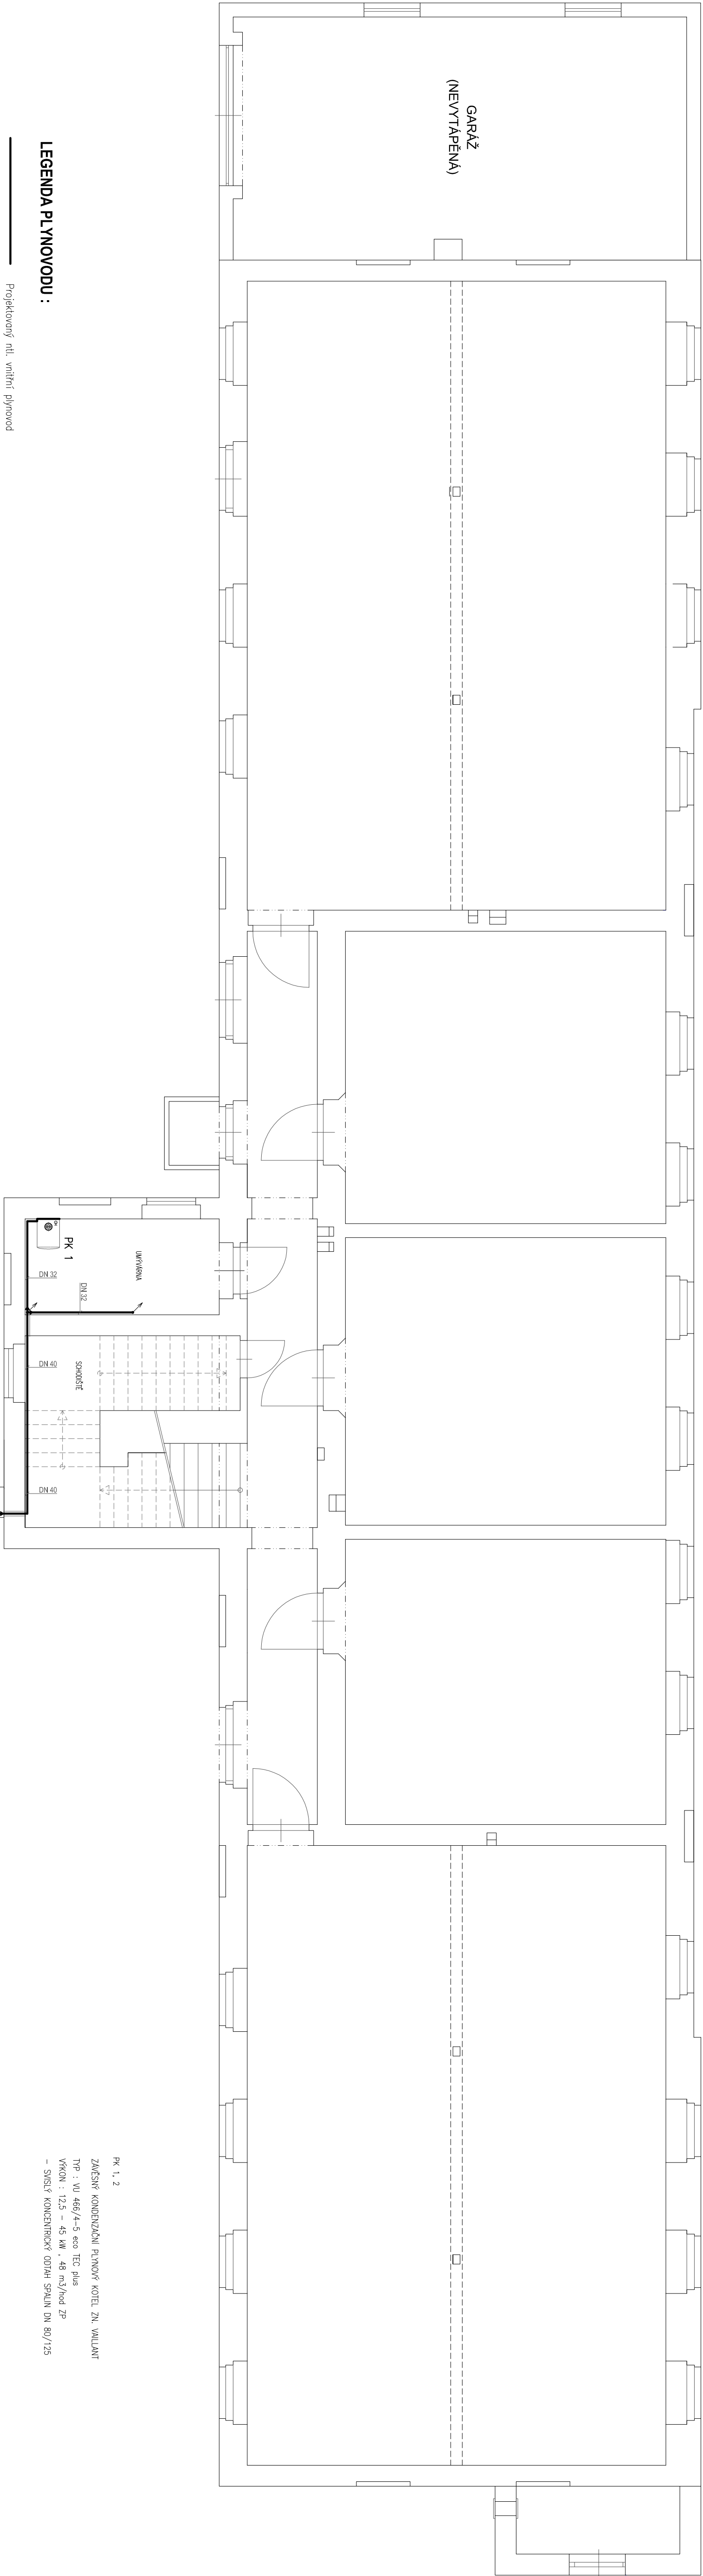 GARÁŽ
(NEVYTÁPĚNÁ)
LEGENDA PLYNOVODU :
Projektovaný ntl. vnitřní plynovod
UMÝVÁRNA
PK 1
DN 32
DN 32
SCHODIŠTĚ
DN 40
DN 40
PK 1, 2
ZÁVĚSNÝ KONDENZAČNÍ PLYNOVÝ KOTEL ZN. VAILLANT
TYP : VU 466/4-5 eco TEC plus
VÝKON : 12,5 - 45 kW , 48 m3/hod ZP
- SVISLÝ KONCENTRICKÝ ODTAH SPALIN DN 80/125